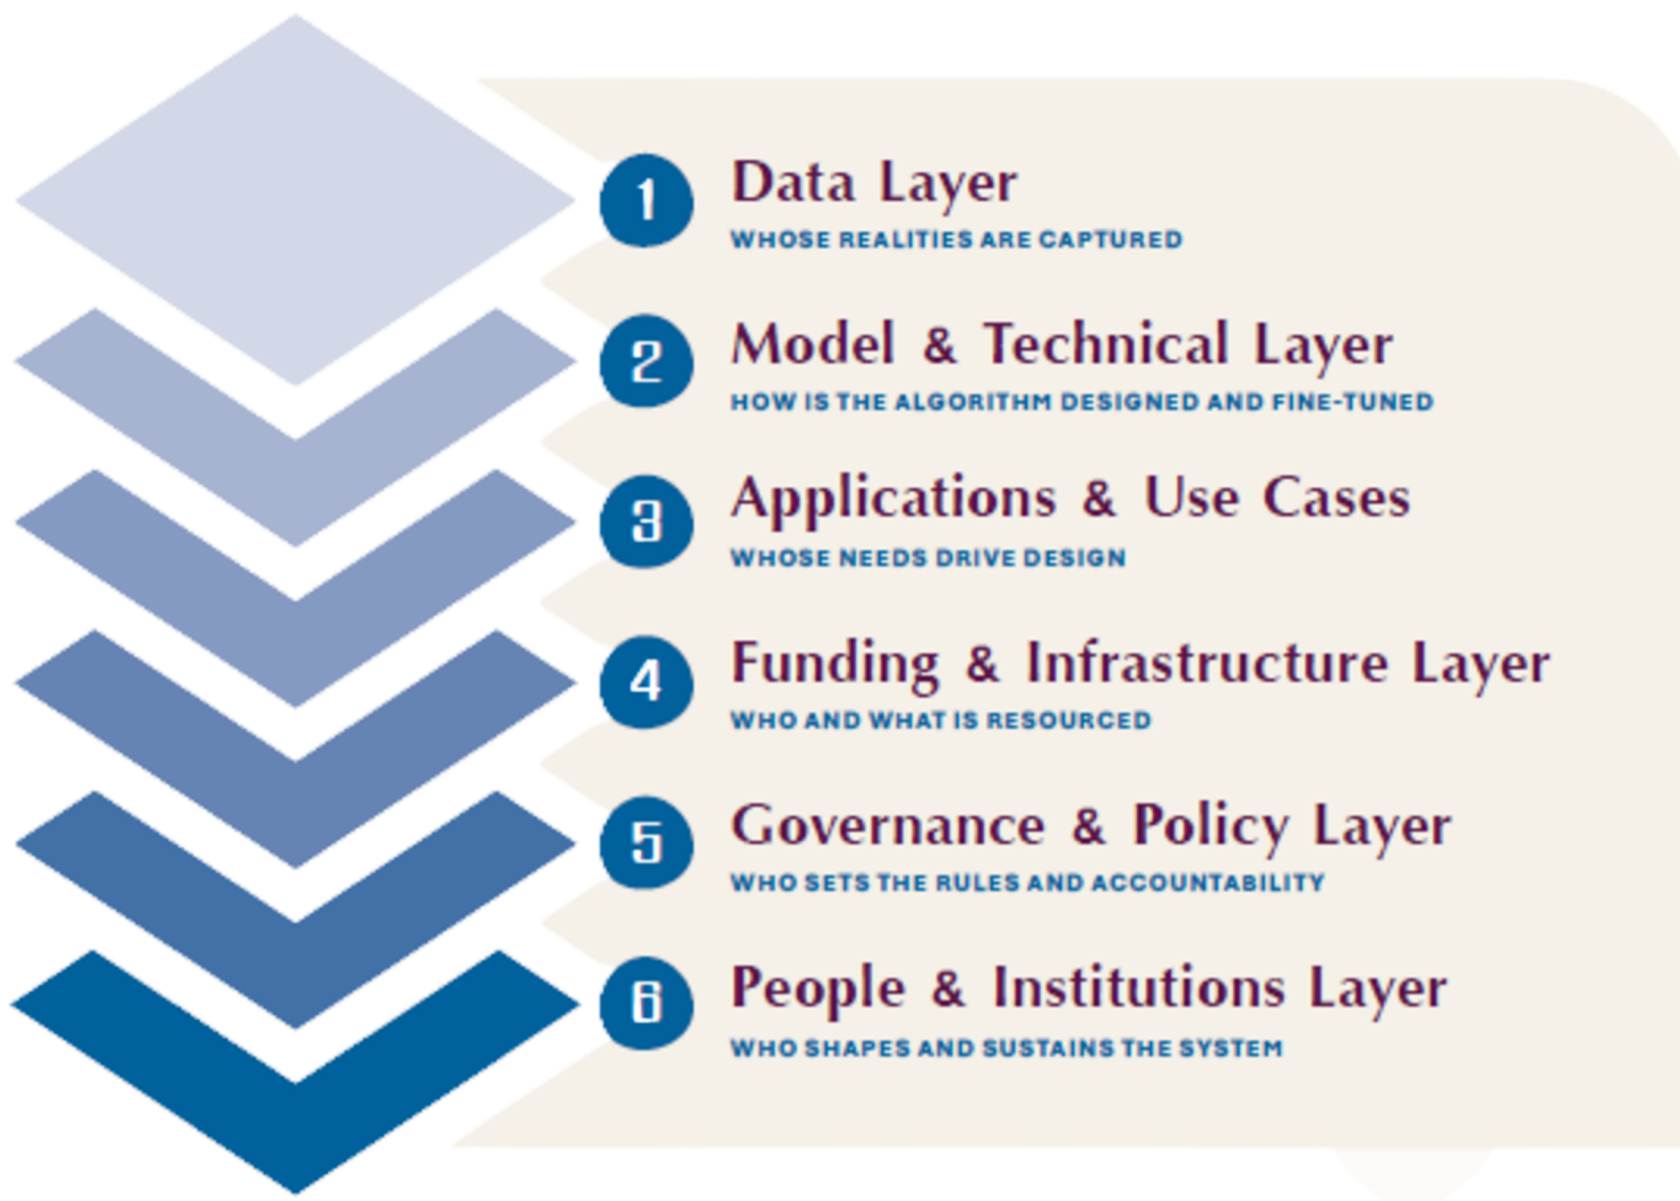 1
Data Layer
WHOSE REALITIES ARE CAPTURED
2
Model & Technical Layer
HOW IS THE ALGORITHM DESIGNED AND FINE-TUNED
3
Applications & Use Cases
WHOSE NEEDS DRIVE DESIGN
4
Funding & Infrastructure Layer
WHO AND WHAT IS RESOURCED
5
Governance & Policy Layer
WHO SETS THE RULES AND ACCOUNTABILITY
6
People & Institutions Layer
WHO SHAPES AND SUSTAINS THE SYSTEM